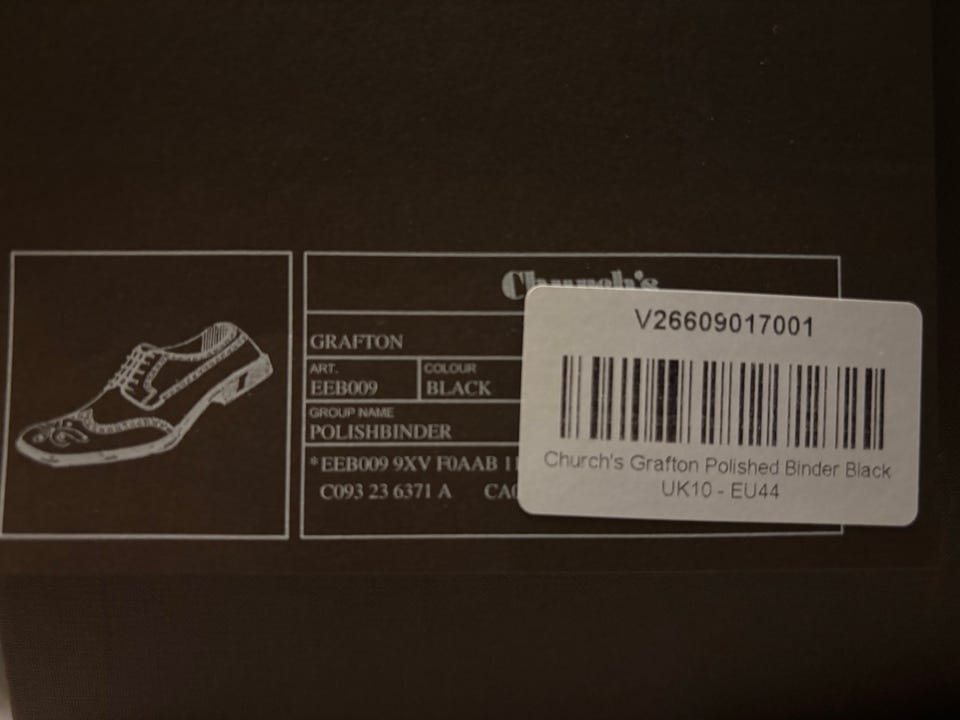 Church's
GRAFTON
ART. COLOUR
EEB009 BLACK
GROUP NAME
POLISHBINDER
*EEB009 9XV F0AAB
C093 23 6371 A
V26609017001
Church's Grafton Polished Binder Black
UK10 - EU44